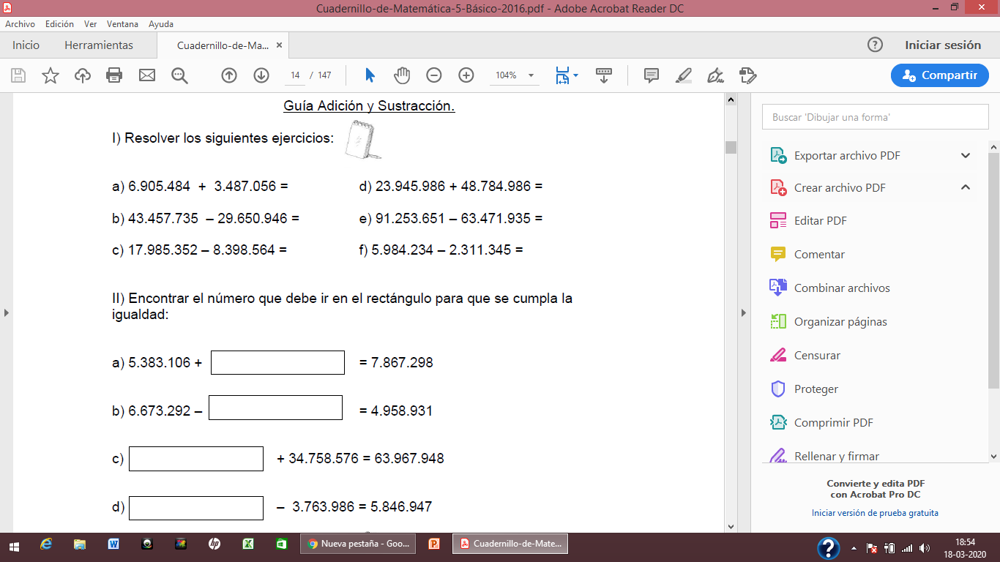 Cuadernillo-de-Matemática-5-Básico-2016.pdf - Adobe Acrobat Reader DC
Archivo Edición Ver Ventana Ayuda
Inicio Herramientas Cuadernillo-de-Ma... × Iniciar sesión
14 / 147 104% Compartir
Guía Adición y Sustracción.
I) Resolver los siguientes ejercicios:
a) 6.905.484 + 3.487.056 = d) 23.945.986 + 48.784.986 =
b) 43.457.735 – 29.650.946 = e) 91.253.651 – 63.471.935 =
c) 17.985.352 – 8.398.564 = f) 5.984.234 – 2.311.345 =
II) Encontrar el número que debe ir en el rectángulo para que se cumpla la
igualdad:
a) 5.383.106 + = 7.867.298
b) 6.673.292 – = 4.958.931
c) + 34.758.576 = 63.967.948
d) – 3.763.986 = 5.846.947
Buscar 'Dibujar una forma'
Exportar archivo PDF
Crear archivo PDF
Editar PDF
Comentar
Combinar archivos
Organizar páginas
Censurar
Proteger
Comprimir PDF
Rellenar y firmar
Convierte y edita PDF
con Acrobat Pro DC
Iniciar versión de prueba gratuita
Nueva pestaña - Goo... Cuadernillo-de-Mate...
18:54
18-03-2020